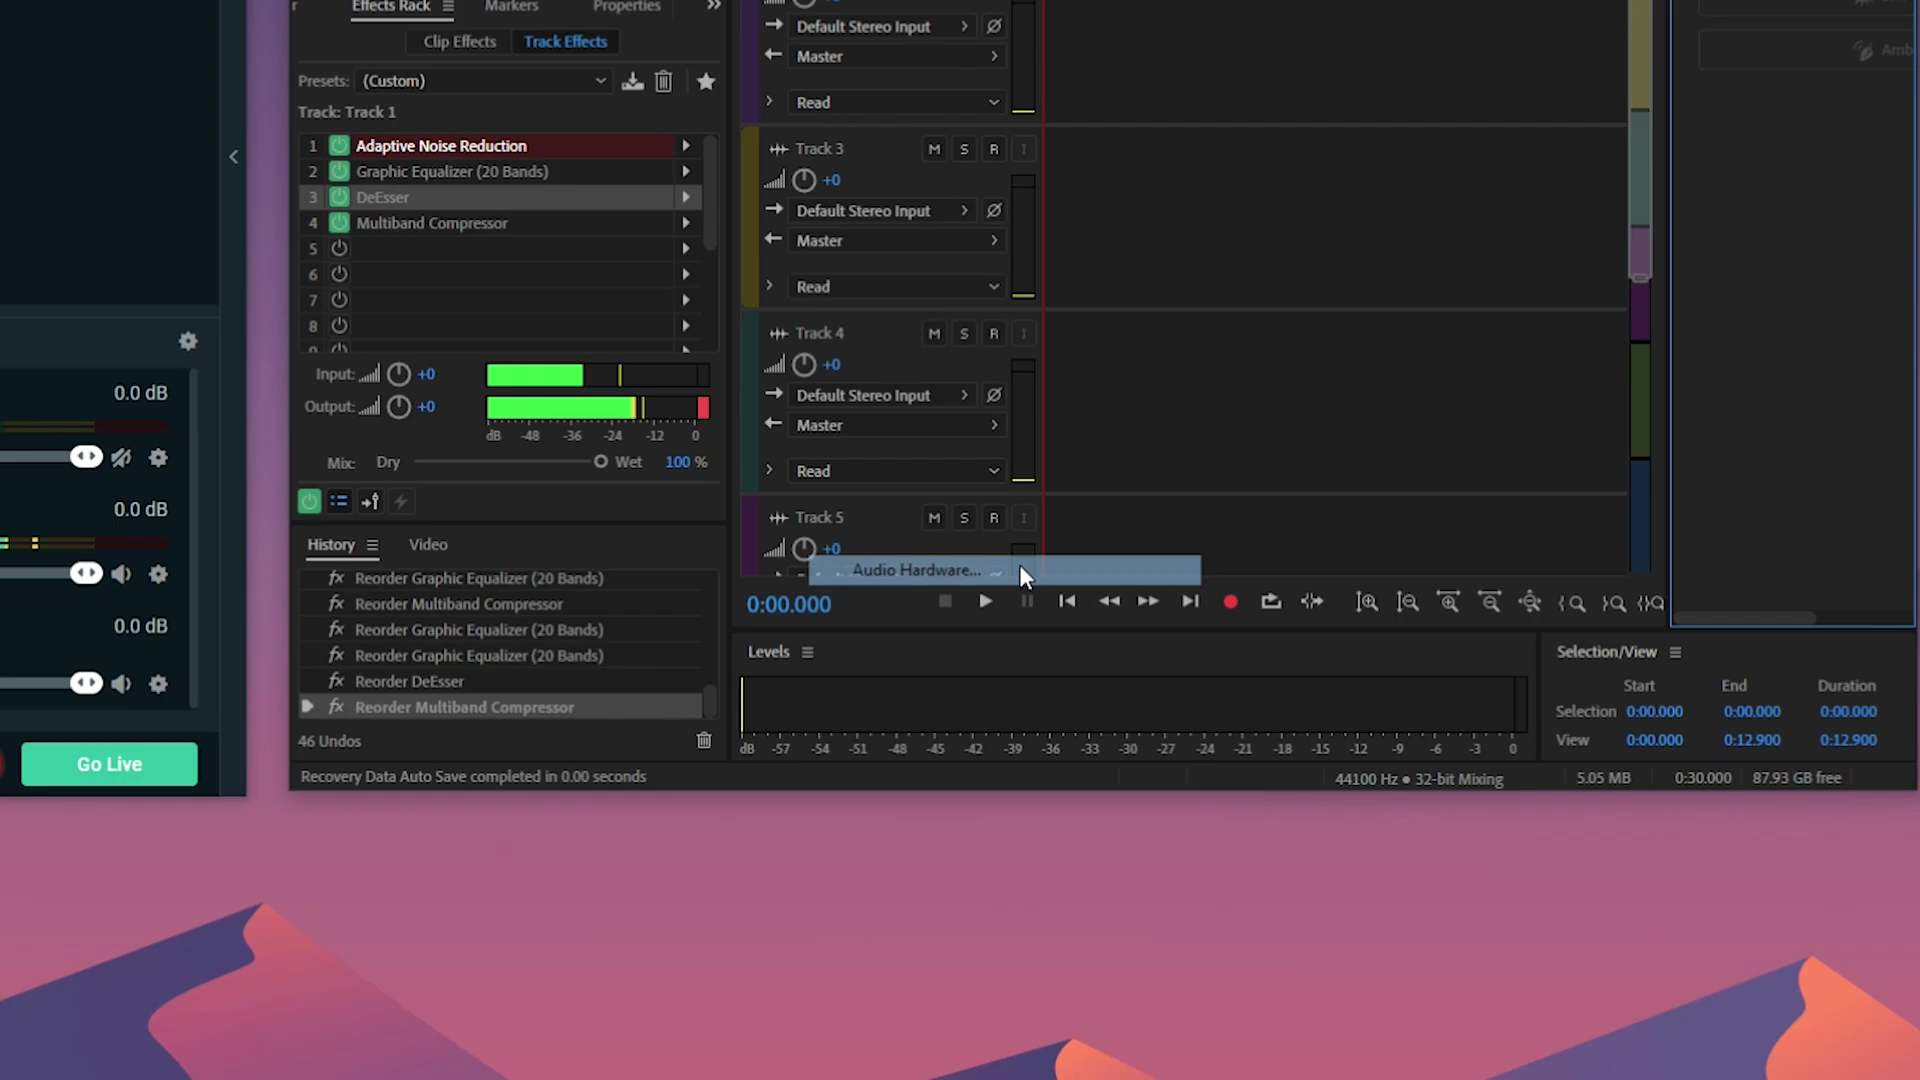 Effects Rack Markers Properties
Clip Effects Track Effects
Presets: (Custom)
Track: Track 1
1 Adaptive Noise Reduction
2 Graphic Equalizer (20 Bands)
3 DeEsser
4 Multiband Compressor
5
6
7
8
Input: +0
Output: +0
dB -48 -36 -24 -12 0
Mix: Dry Wet 100 %
History Video
fx Reorder Graphic Equalizer (20 Bands)
fx Reorder Multiband Compressor
fx Reorder Graphic Equalizer (20 Bands)
fx Reorder Graphic Equalizer (20 Bands)
fx Reorder DeEsser
fx Reorder Multiband Compressor
46 Undos
Recovery Data Auto Save completed in 0.00 seconds
0.0 dB
0.0 dB
0.0 dB
Go Live
Default Stereo Input
Master
Read
Track 3 M S R I
+0
Default Stereo Input
Master
Read
Track 4 M S R I
+0
Default Stereo Input
Master
Read
Track 5 M S R I
+0
Audio Hardware...
0:00.000
Levels
dB -57 -54 -51 -48 -45 -42 -39 -36 -33 -30 -27 -24 -21 -18 -15 -12 -9 -6 -3 0
Selection/View
Start End Duration
Selection 0:00.000 0:00.000 0:00.000
View 0:00.000 0:12.900 0:12.900
44100 Hz ● 32-bit Mixing 5.05 MB 0:30.000 87.93 GB free
Amb